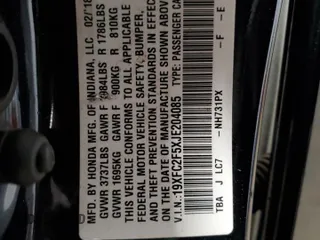 MFD. BY HONDA MFG. OF INDIANA, LLC 02/18
GVWR 3737LBS GAWR F 1984LBS R 1786LBS
GVWR 1695KG GAWR F 900KG R 810KG
THIS VEHICLE CONFORMS TO ALL APPLICABLE
FEDERAL MOTOR VEHICLE SAFETY, BUMPER,
AND THEFT PREVENTION STANDARDS IN EFFECT
ON THE DATE OF MANUFACTURE SHOWN ABOVE.
V.I.N.: 19XFC2F5XJE204085 TYPE: PASSENGER CA
NH731PX - F - E
TBA J LC7